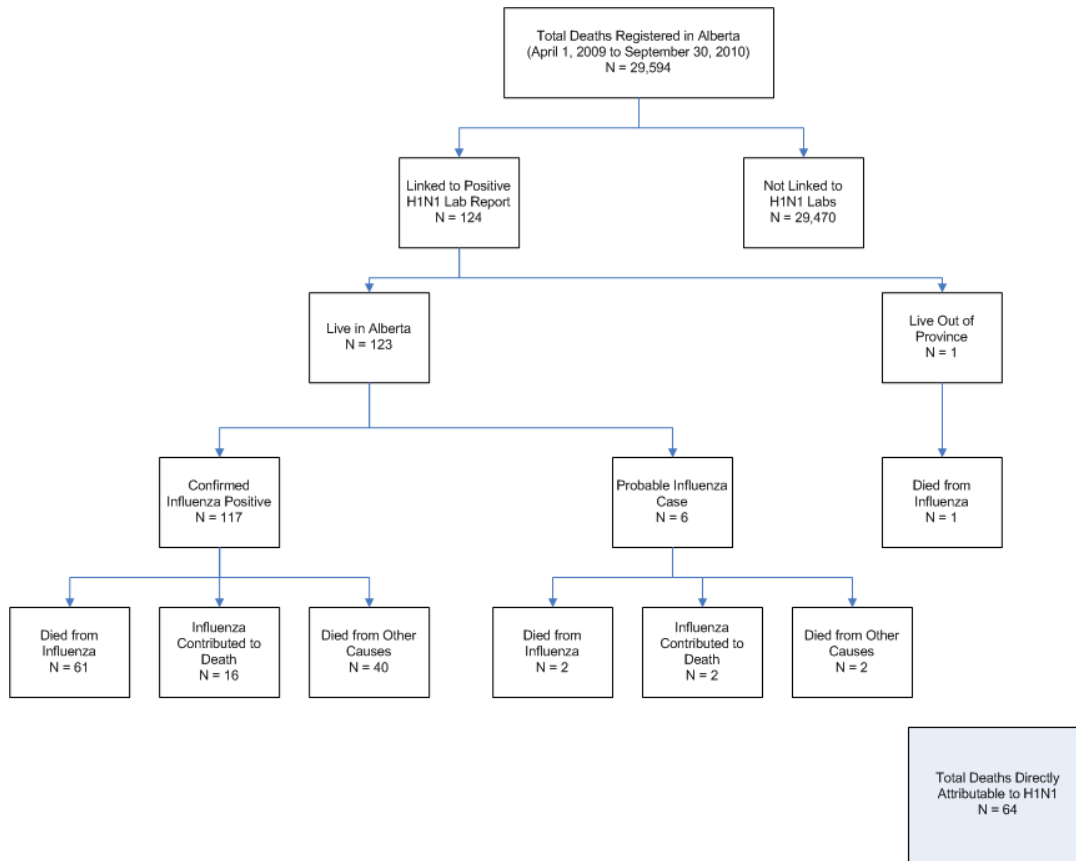 Total Deaths Registered in Alberta
(April 1, 2009 to September 30, 2010)
N = 29,594
Linked to Positive
H1N1 Lab Report
N = 124
Not Linked to
H1N1 Labs
N = 29,470
Live in Alberta
N = 123
Live Out of
Province
N = 1
Confirmed
Influenza Positive
N = 117
Probable Influenza
Case
N = 6
Died from
Influenza
N = 1
Died from
Influenza
N = 61
Influenza
Contributed to
Death
N = 16
Died from Other
Causes
N = 40
Died from
Influenza
N = 2
Influenza
Contributed to
Death
N = 2
Died from Other
Causes
N = 2
Total Deaths Directly
Attributable to H1N1
N = 64